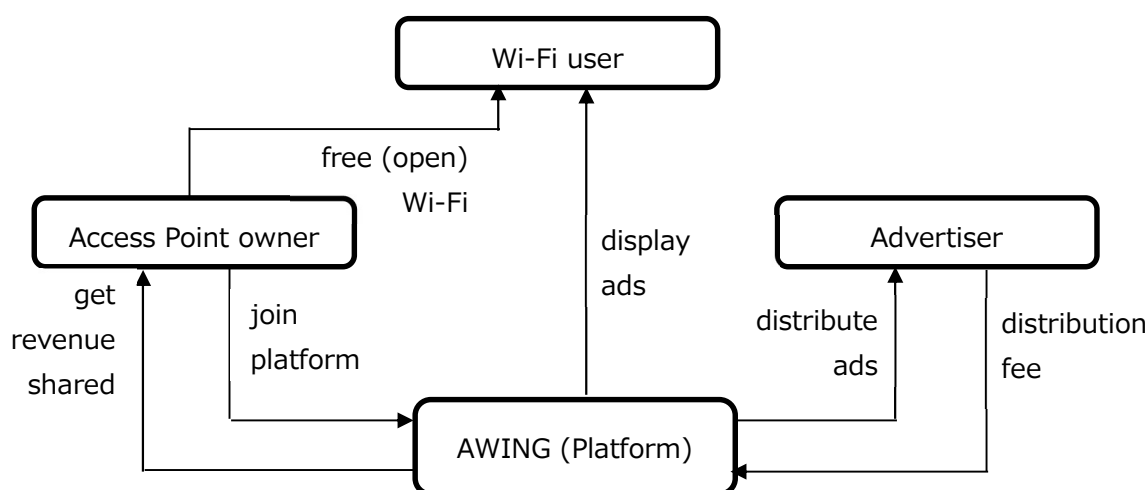 Wi-Fi user
free (open)
Wi-Fi
Access Point owner
Advertiser
display
ads
get
revenue
shared
join
platform
distribute
ads
distribution
fee
AWING (Platform)